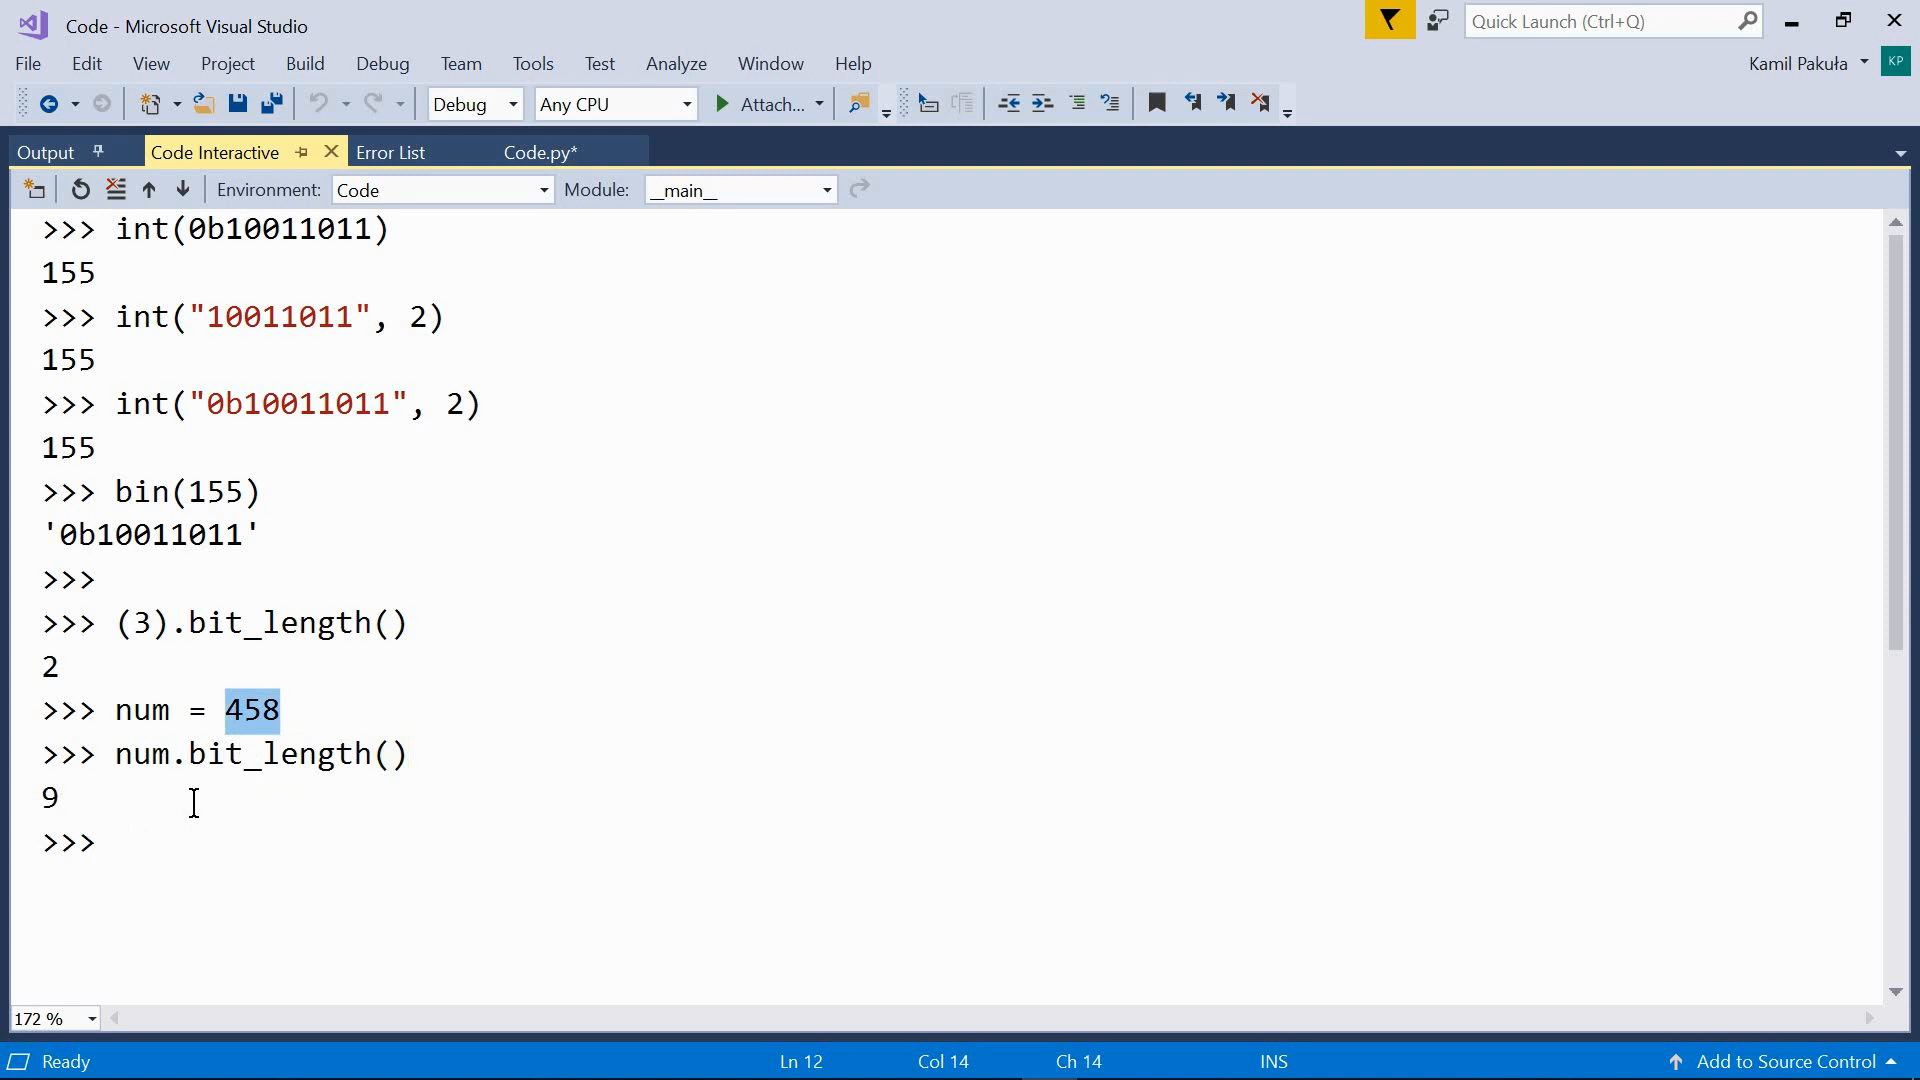 Code - Microsoft Visual Studio
Quick Launch (Ctrl+Q)
File Edit View Project Build Debug Team Tools Test Analyze Window Help
Kamil Pakuła KP
Debug Any CPU Attach...
Output Code Interactive Error List Code.py*
Environment: Code Module: __main__
>>> int(0b10011011)
155
>>> int("10011011", 2)
155
>>> int("0b10011011", 2)
155
>>> bin(155)
'0b10011011'
>>>
>>> (3).bit_length()
2
>>> num = 458
>>> num.bit_length()
9
>>>
172 %
Ready Ln 12 Col 14 Ch 14 INS Add to Source Control